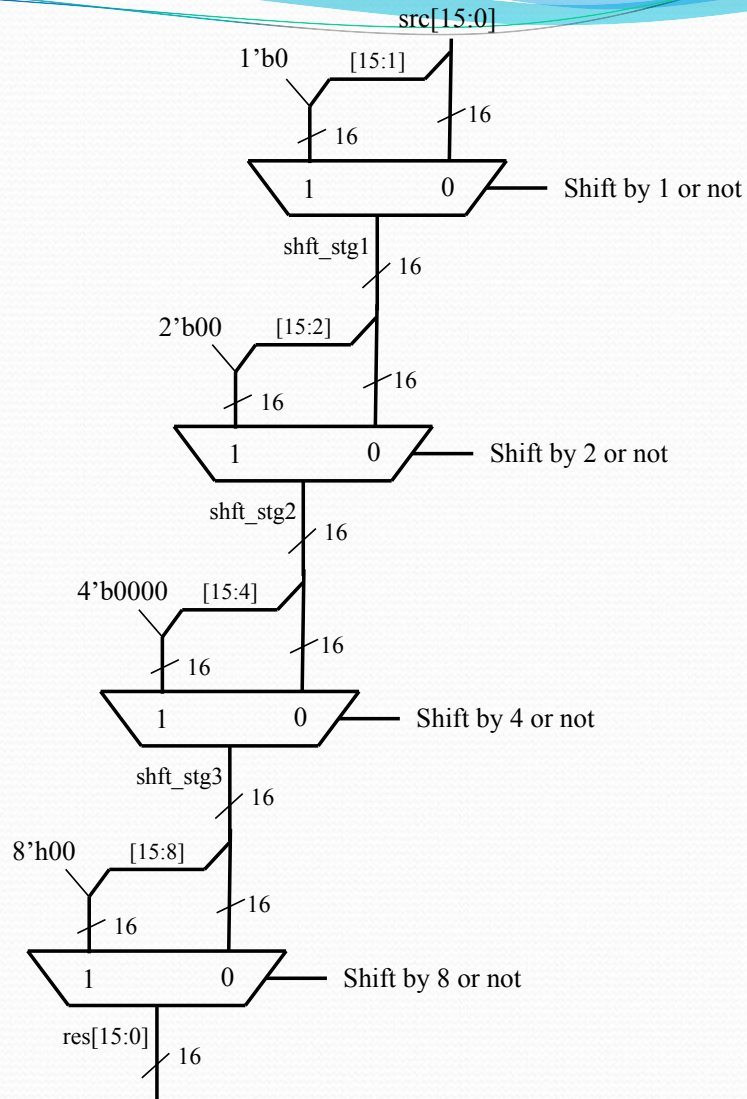 src[15:0]
1’b0
[15:1]
16
16
1
0
Shift by 1 or not
shft_stg1
16
2’b00
[15:2]
16
16
1
0
Shift by 2 or not
shft_stg2
16
4’b0000
[15:4]
16
16
1
0
Shift by 4 or not
shft_stg3
16
8’h00
[15:8]
16
16
1
0
Shift by 8 or not
res[15:0]
16